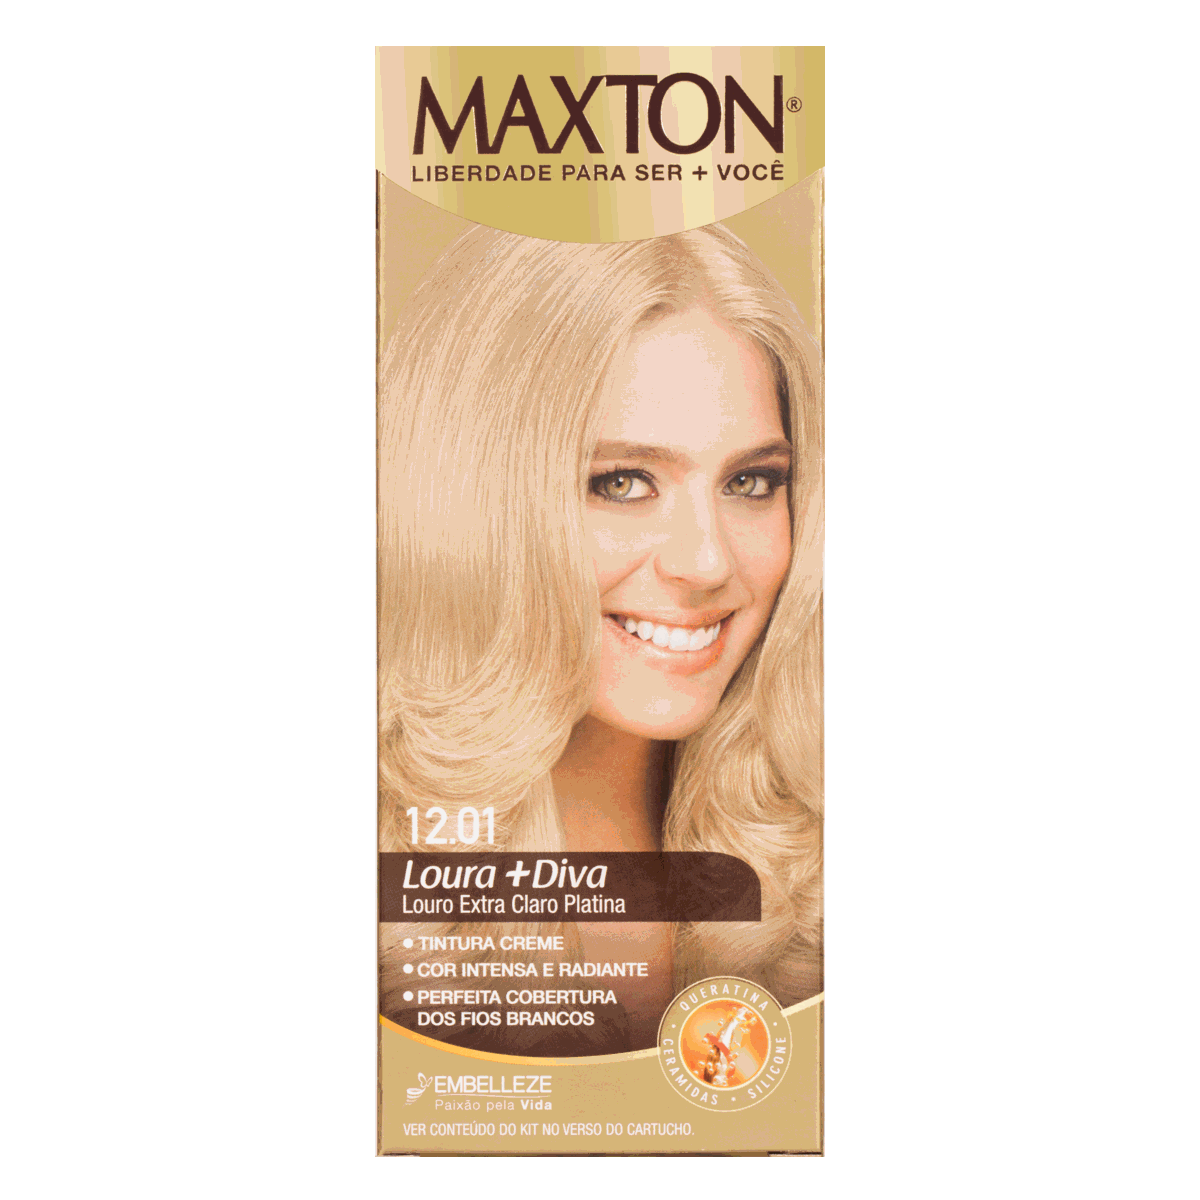 MAXTON®
LIBERDADE PARA SER + VOCÊ
12.01
Loura +Diva
Louro Extra Claro Platina
• TINTURA CREME
• COR INTENSA E RADIANTE
• PERFEITA COBERTURA
DOS FIOS BRANCOS
QUERATINA • SILICONE • CERAMIDAS •
EMBELLEZE
Paixão pela Vida
VER CONTEÚDO DO KIT NO VERSO DO CARTUCHO.